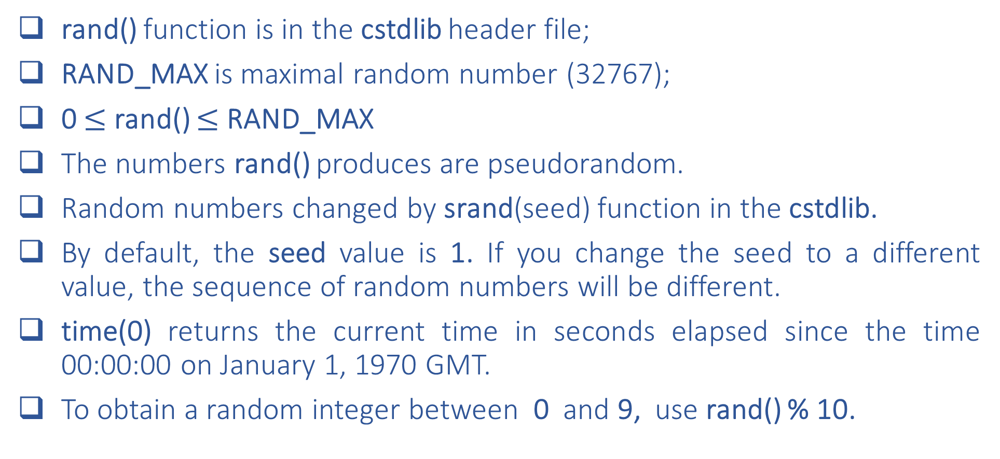 ❑ rand() function is in the cstdlib header file;
❑ RAND_MAX is maximal random number (32767);
❑ 0 ≤ rand() ≤ RAND_MAX
❑ The numbers rand() produces are pseudorandom.
❑ Random numbers changed by srand(seed) function in the cstdlib.
❑ By default, the seed value is 1. If you change the seed to a different
value, the sequence of random numbers will be different.
❑ time(0) returns the current time in seconds elapsed since the time
00:00:00 on January 1, 1970 GMT.
❑ To obtain a random integer between 0 and 9, use rand() % 10.